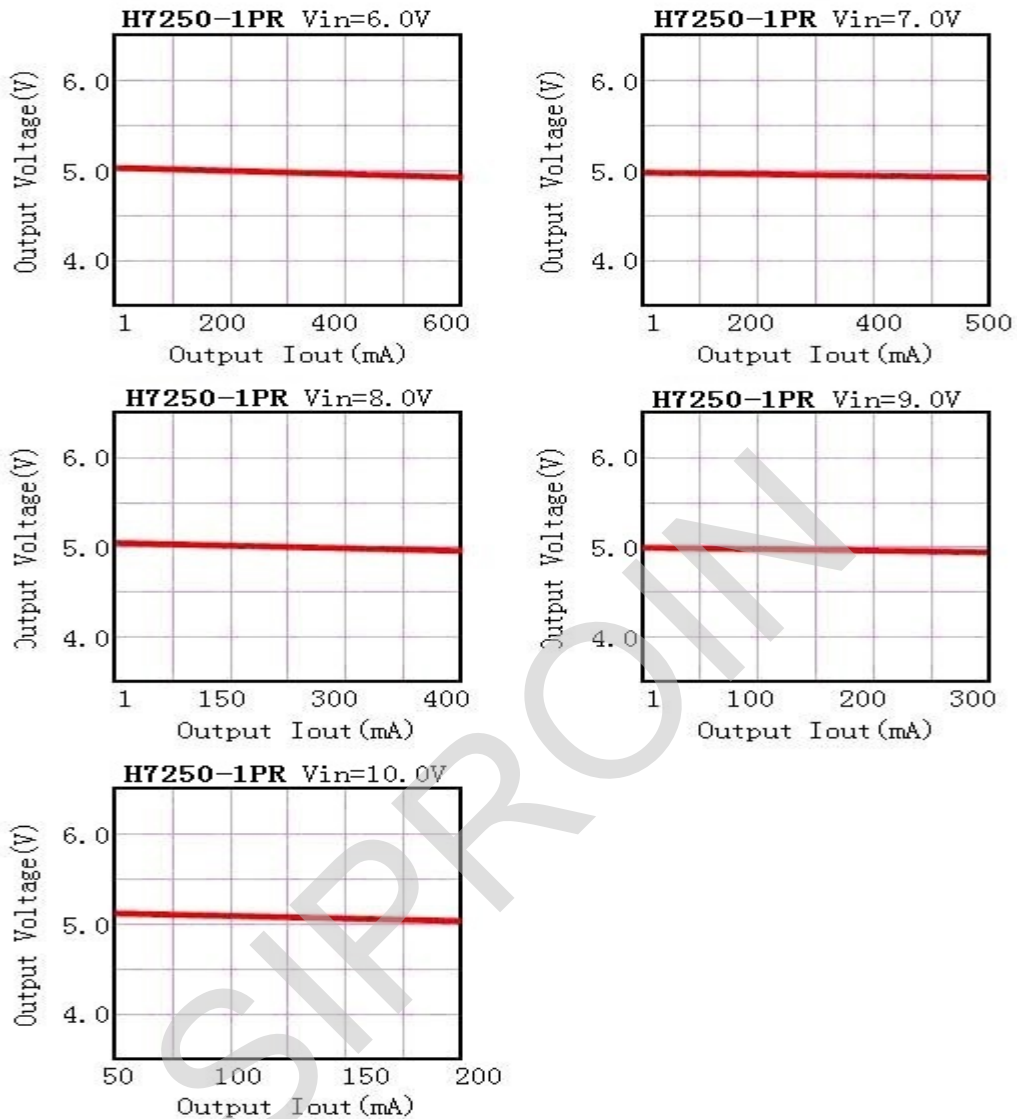 H7250-1PR Vin=6.0V
Output Voltage(V)
6.0
5.0
4.0
1 200 400 600
Output Iout(mA)
H7250-1PR Vin=7.0V
Output Voltage(V)
6.0
5.0
4.0
1 200 400 500
Output Iout(mA)
H7250-1PR Vin=8.0V
Output Voltage(V)
6.0
5.0
4.0
1 150 300 400
Output Iout(mA)
H7250-1PR Vin=9.0V
Output Voltage(V)
6.0
5.0
4.0
1 100 200 300
Output Iout(mA)
H7250-1PR Vin=10.0V
Output Voltage(V)
6.0
5.0
4.0
50 100 150 200
Output Iout(mA)
SIPROIN